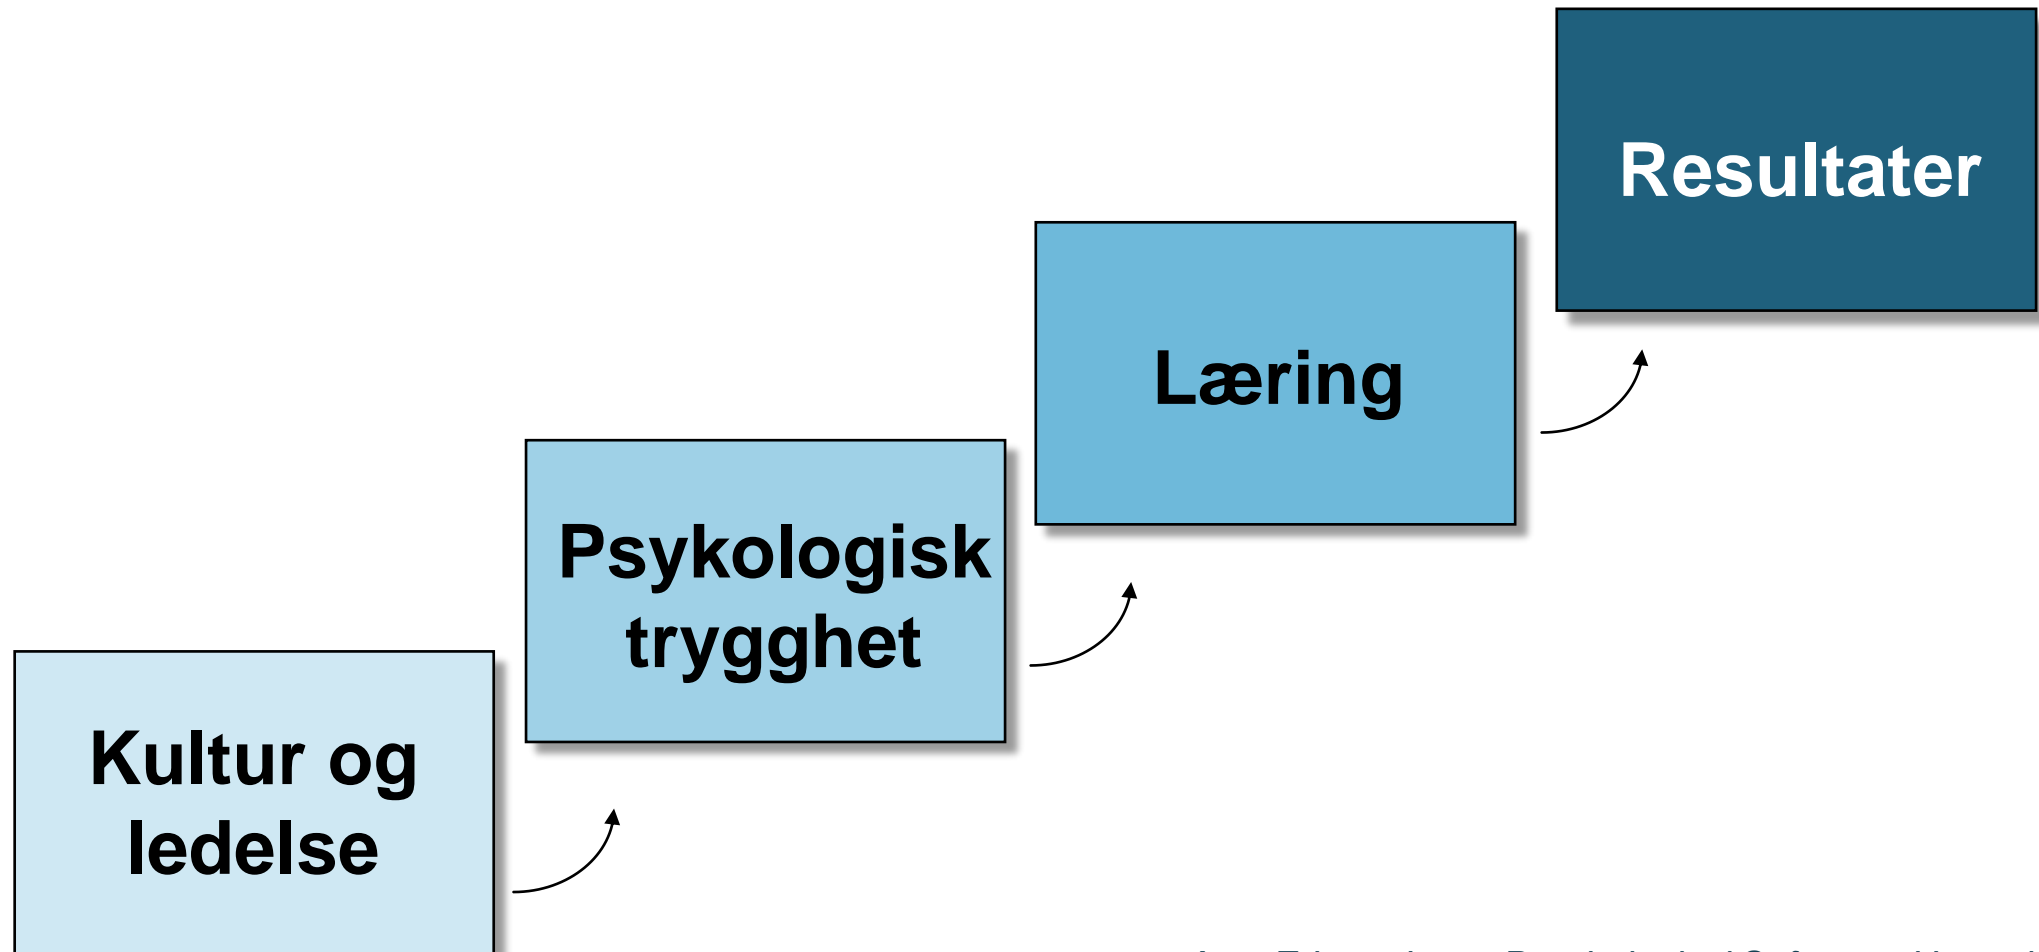 Resultater
Læring
Psykologisk
trygghet
Kultur og
ledelse